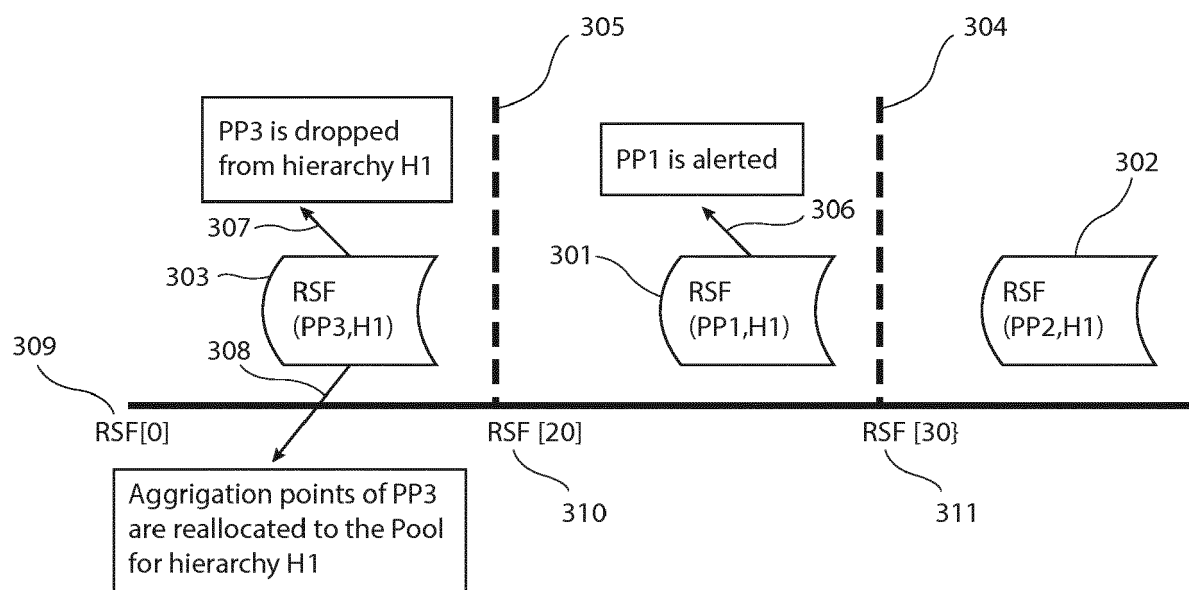 305
304
PP3 is dropped
from hierarchy H1
PP1 is alerted
302
307
306
303
301
RSF
(PP3,H1)
RSF
(PP1,H1)
RSF
(PP2,H1)
309
308
RSF[0]
RSF [20]
RSF [30}
310
311
Aggrigation points of PP3
are reallocated to the Pool
for hierarchy H1